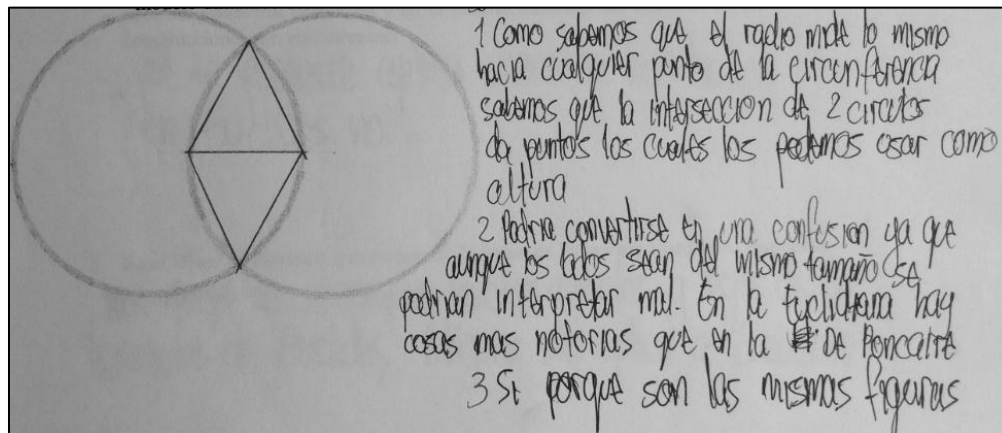 1 Como sabemos que el radio mide lo mismo
hacia cualquier punto de la circunferencia
sabemos que la interseccion de 2 circulos
da puntos los cuales los podemos usar como
altura
2 Podria convertirse en una confusion ya que
aunque los lados sean del mismo tamaño se
podrian interpretar mal. En la Euclidiana hay
cosas mas notorias que en la De Poncaire
3 Si porque son las mismas figuras